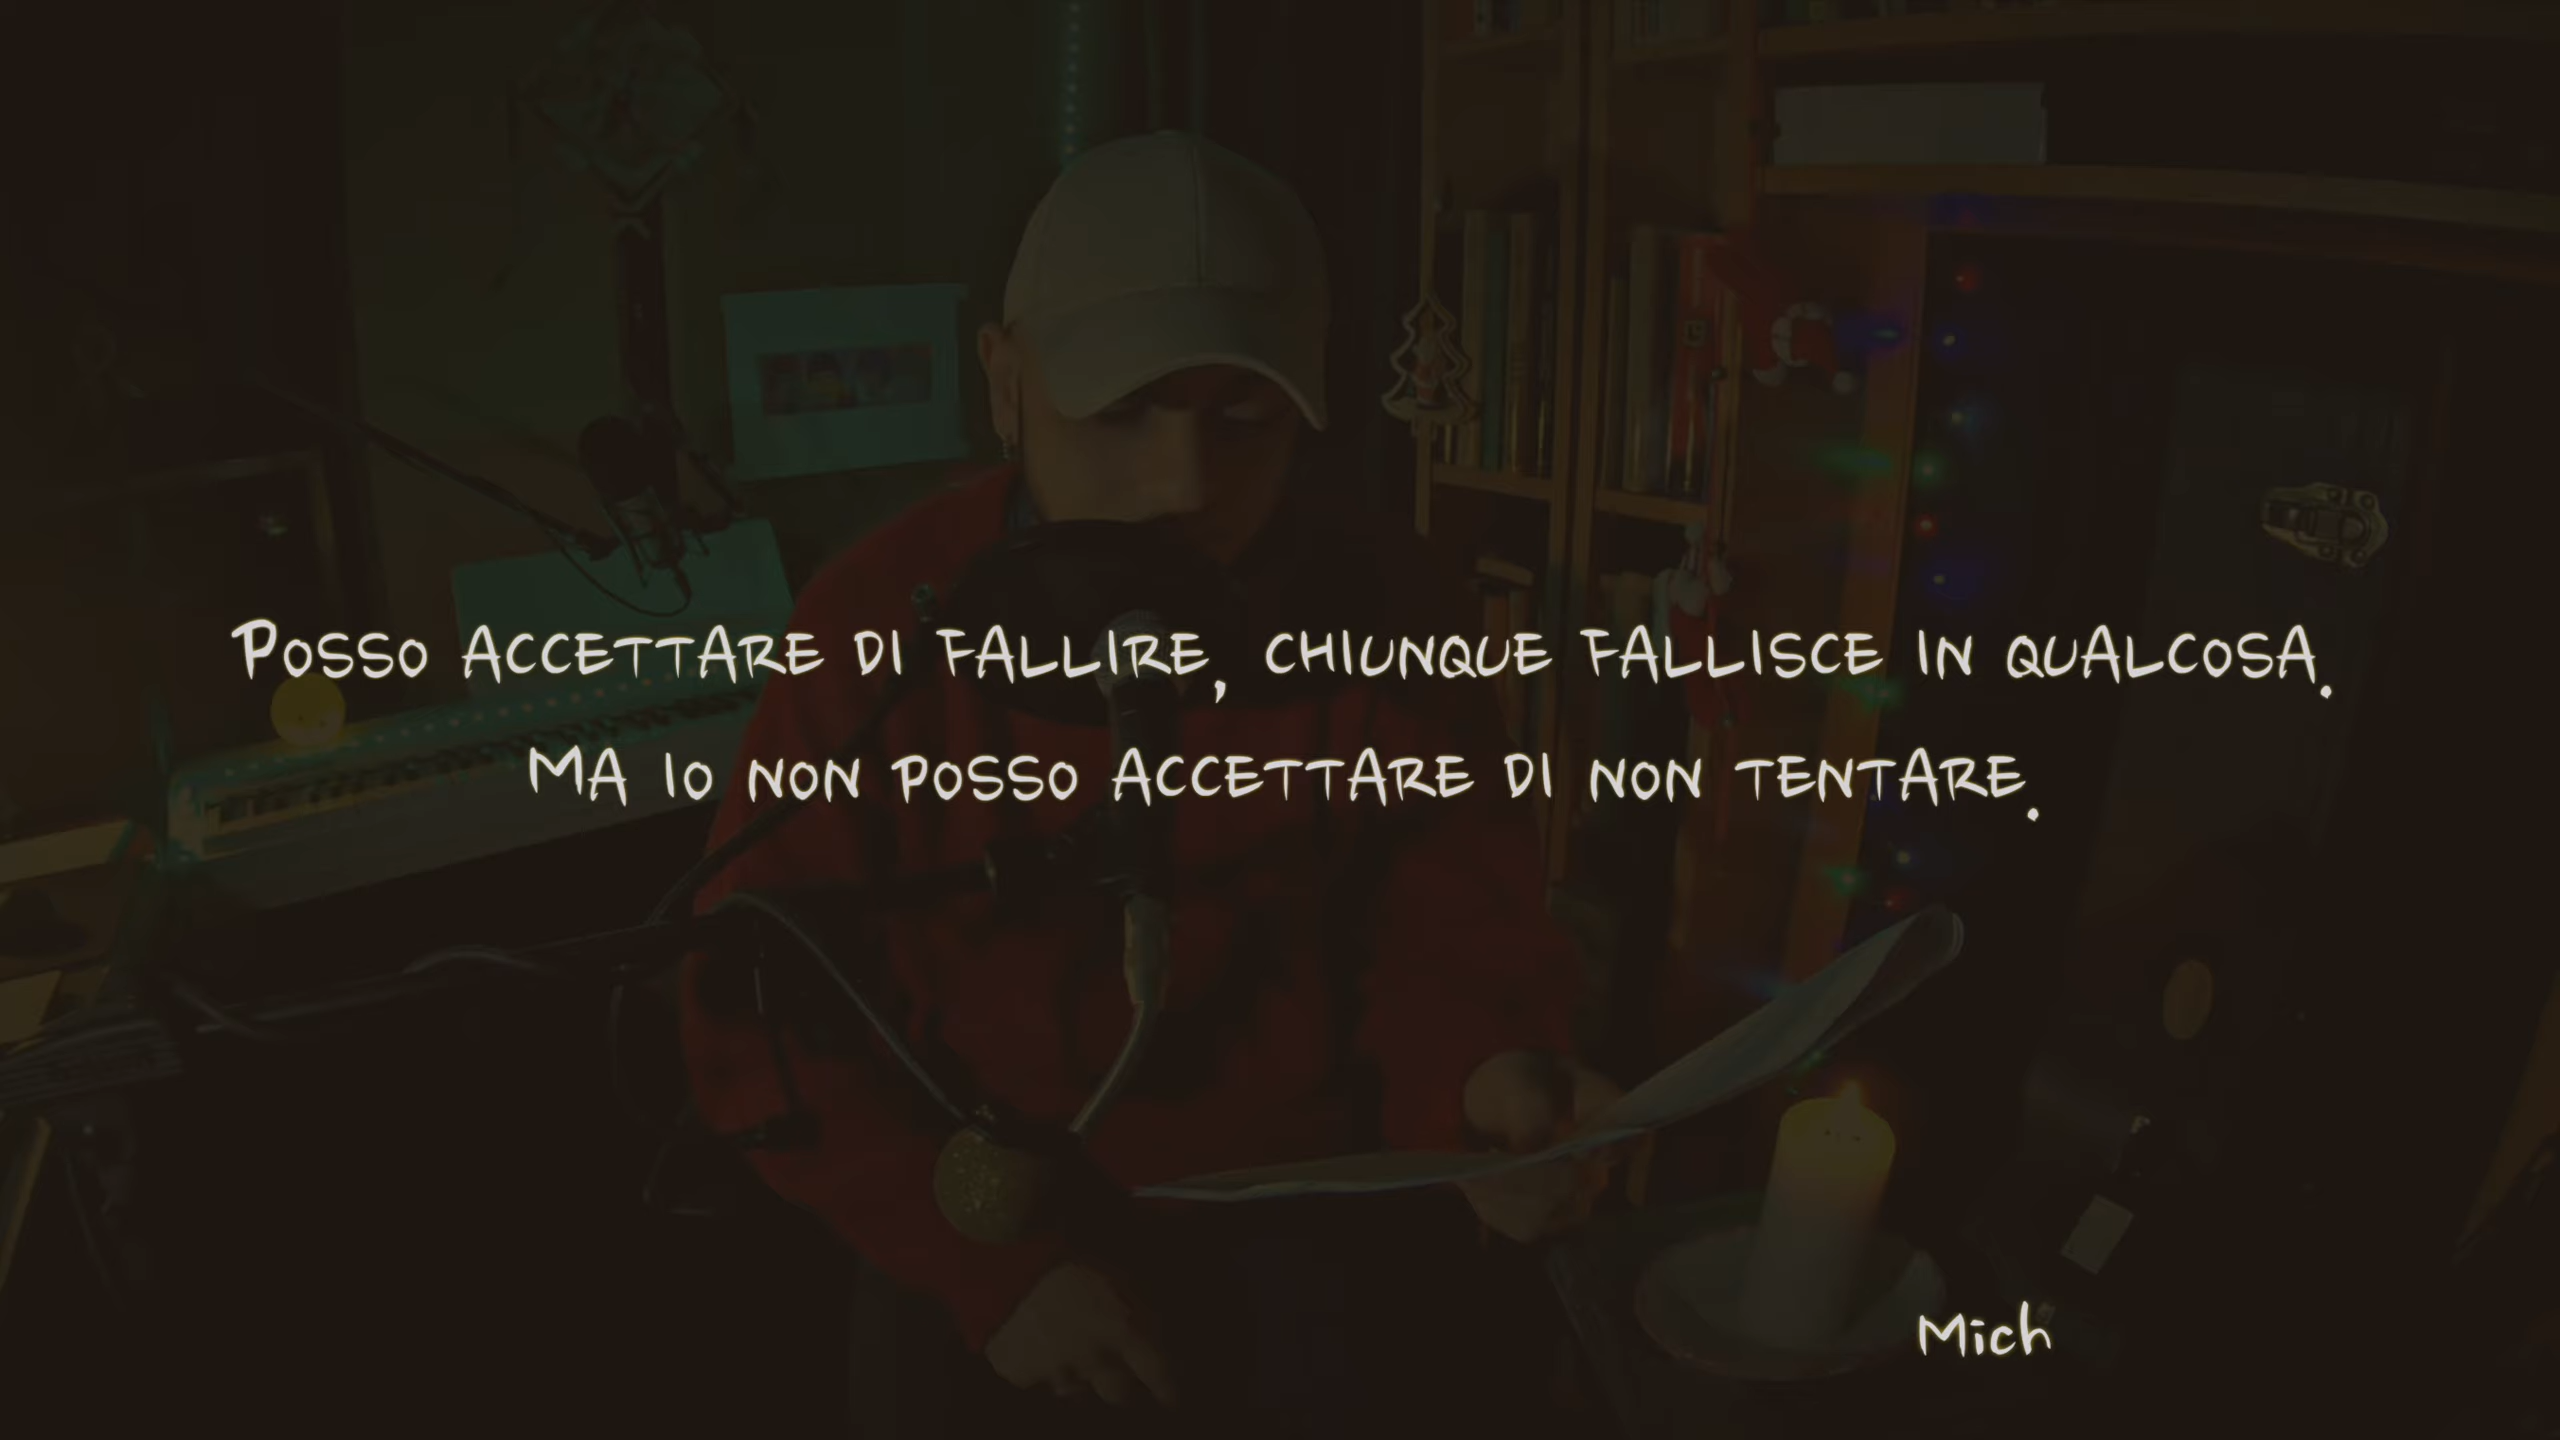 Posso accettare di fallire, chiunque fallisce in qualcosa.
Ma io non posso accettare di non tentare.
Mich